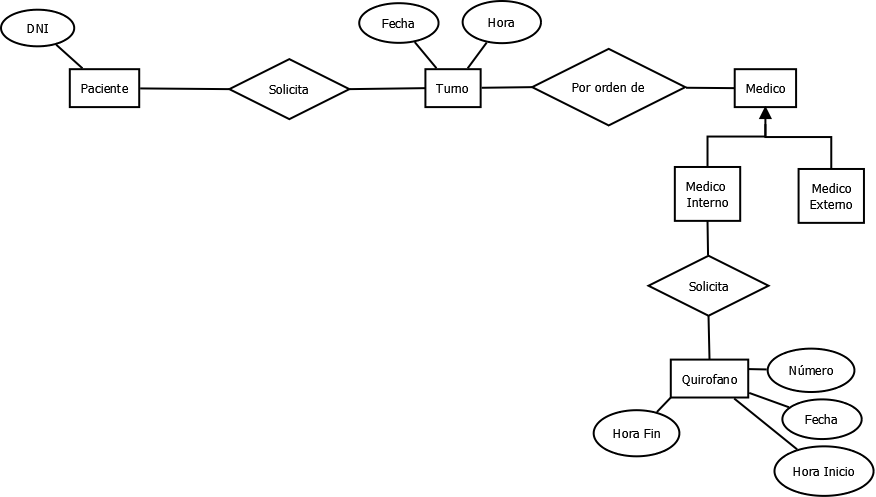 DNI
Fecha
Hora
Paciente
Solicita
Turno
Por orden de
Medico
Medico
Interno
Medico
Externo
Solicita
Quirofano
Número
Fecha
Hora Fin
Hora Inicio